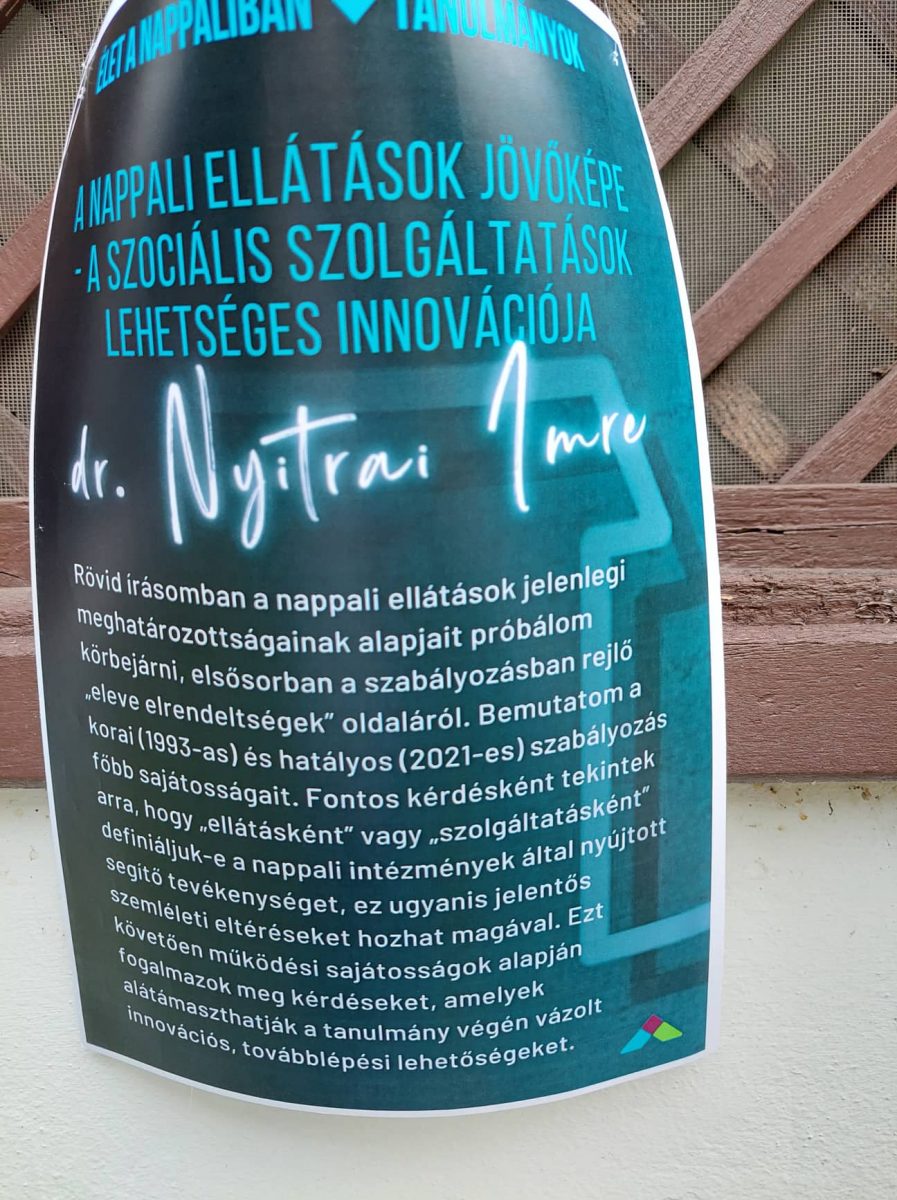 ÉLET A NAPPALIBAN TANULMÁNYOK
A NAPPALI ELLÁTÁSOK JÖVŐKÉPE
- A SZOCIÁLIS SZOLGÁLTATÁSOK
LEHETSÉGES INNOVÁCIÓJA
dr. Nyitrai Imre
Rövid írásomban a nappali ellátások jelenlegi
meghatározottságainak alapjait próbálom
körbejárni, elsősorban a szabályozásban rejlő
„eleve elrendeltségek” oldaláról. Bemutatom a
korai (1993-as) és hatályos (2021-es) szabályozás
főbb sajátosságait. Fontos kérdésként tekintek
arra, hogy „ellátásként” vagy „szolgáltatásként”
definiáljuk-e a nappali intézmények által nyújtott
segítő tevékenységet, ez ugyanis jelentős
szemléleti eltéréseket hozhat magával. Ezt
követően működési sajátosságok alapján
fogalmazok meg kérdéseket, amelyek
alátámaszthatják a tanulmány végén vázolt
innovációs, továbblépési lehetőségeket.